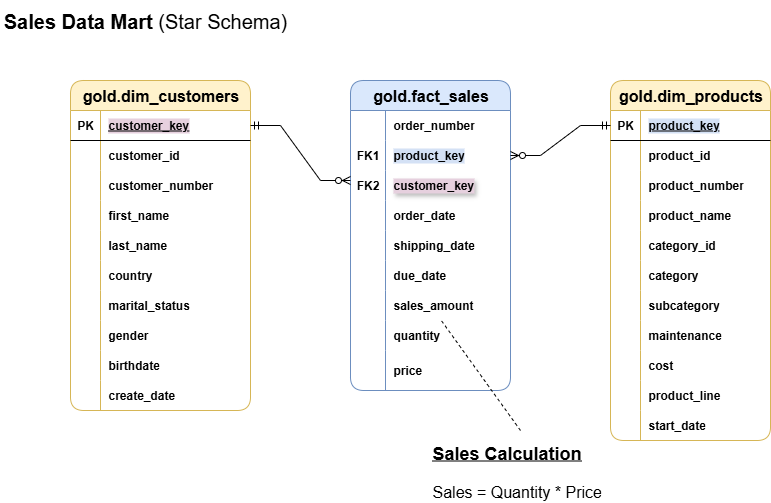 Sales Data Mart (Star Schema)
gold.dim_customers
PK customer_key
customer_id
customer_number
first_name
last_name
country
marital_status
gender
birthdate
create_date
gold.fact_sales
order_number
FK1 product_key
FK2 customer_key
order_date
shipping_date
due_date
sales_amount
quantity
price
gold.dim_products
PK product_key
product_id
product_number
product_name
category_id
category
subcategory
maintenance
cost
product_line
start_date
Sales Calculation
Sales = Quantity * Price